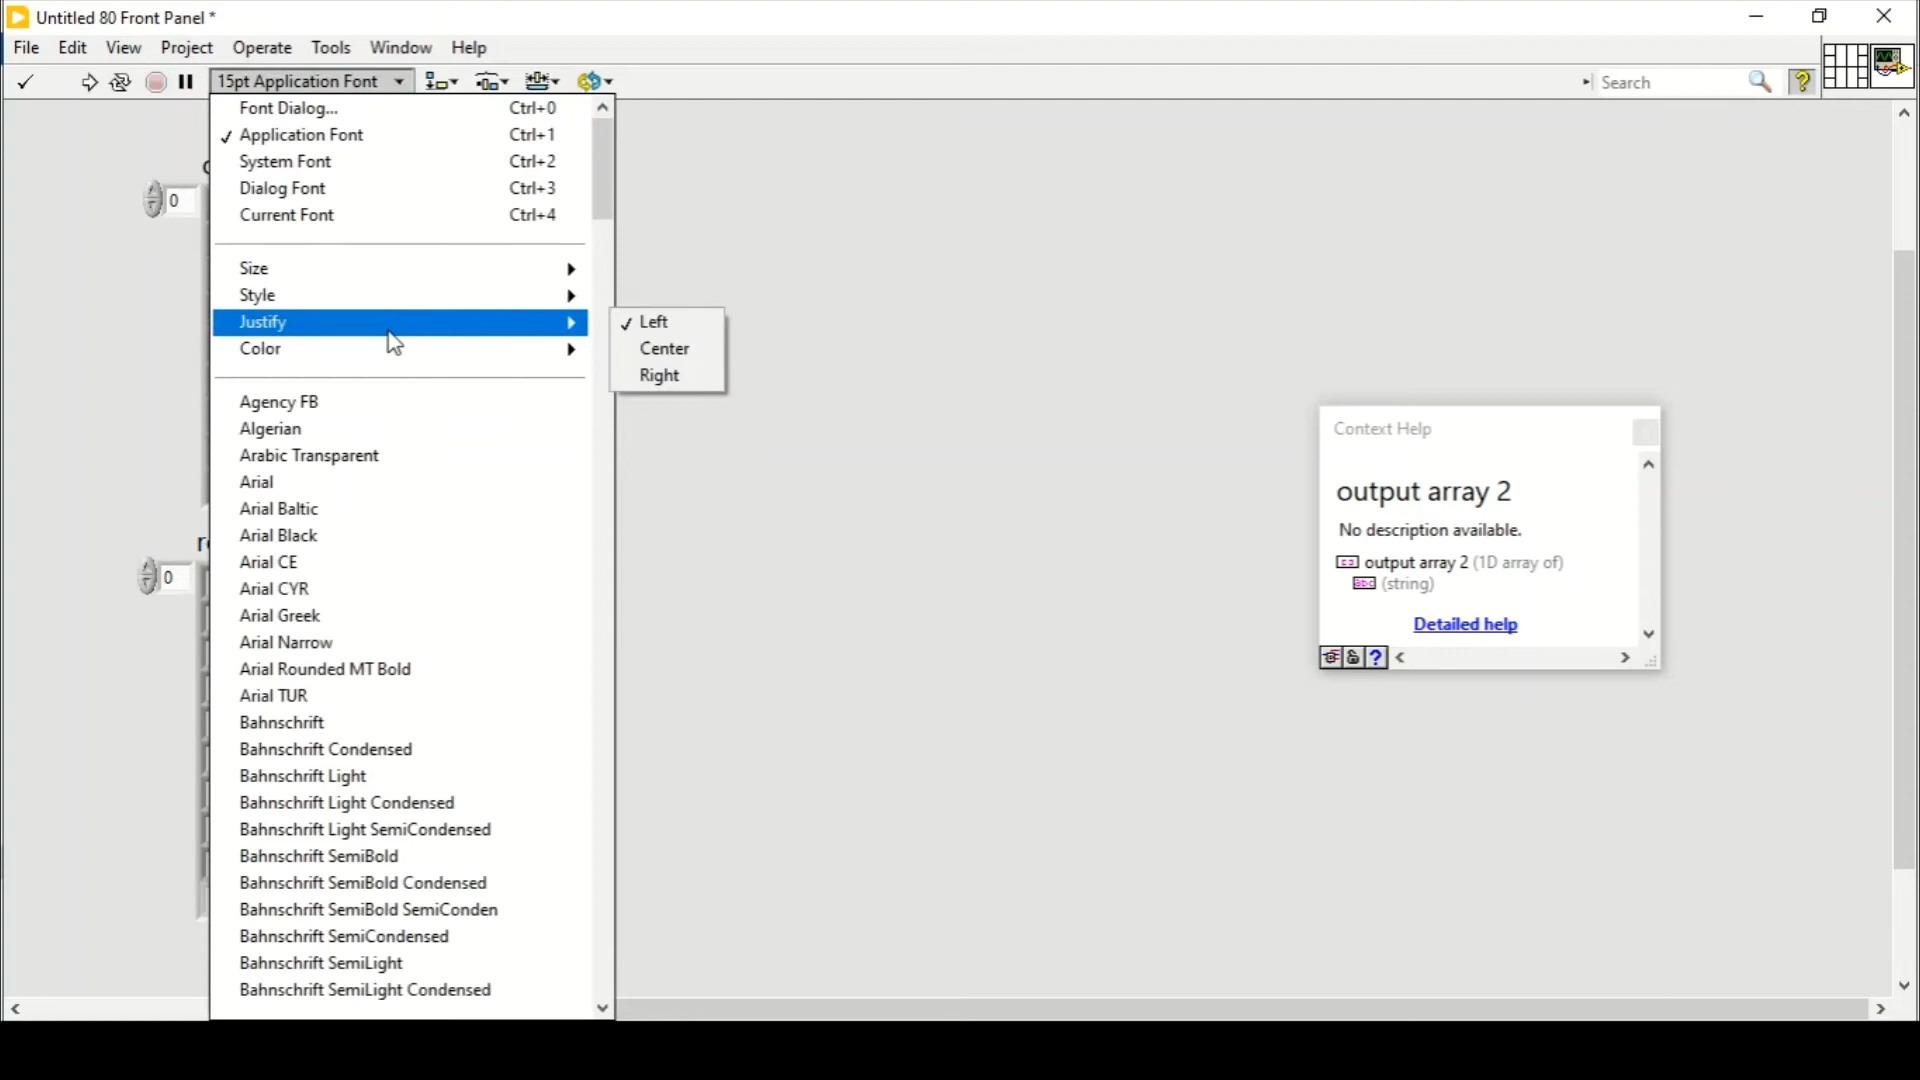 Untitled 80 Front Panel *
File Edit View Project Operate Tools Window Help
15pt Application Font
Search
Font Dialog... Ctrl+0
Application Font Ctrl+1
System Font Ctrl+2
Dialog Font Ctrl+3
Current Font Ctrl+4
0
Size
Style
Justify
Color
Left
Center
Right
Agency FB
Algerian
Arabic Transparent
Arial
Arial Baltic
Arial Black
Arial CE
Arial CYR
Arial Greek
Arial Narrow
Arial Rounded MT Bold
Arial TUR
Bahnschrift
Bahnschrift Condensed
Bahnschrift Light
Bahnschrift Light Condensed
Bahnschrift Light SemiCondensed
Bahnschrift SemiBold
Bahnschrift SemiBold Condensed
Bahnschrift SemiBold SemiConden
Bahnschrift SemiCondensed
Bahnschrift SemiLight
Bahnschrift SemiLight Condensed
0
Context Help
output array 2
No description available.
output array 2 (1D array of)
abc (string)
Detailed help